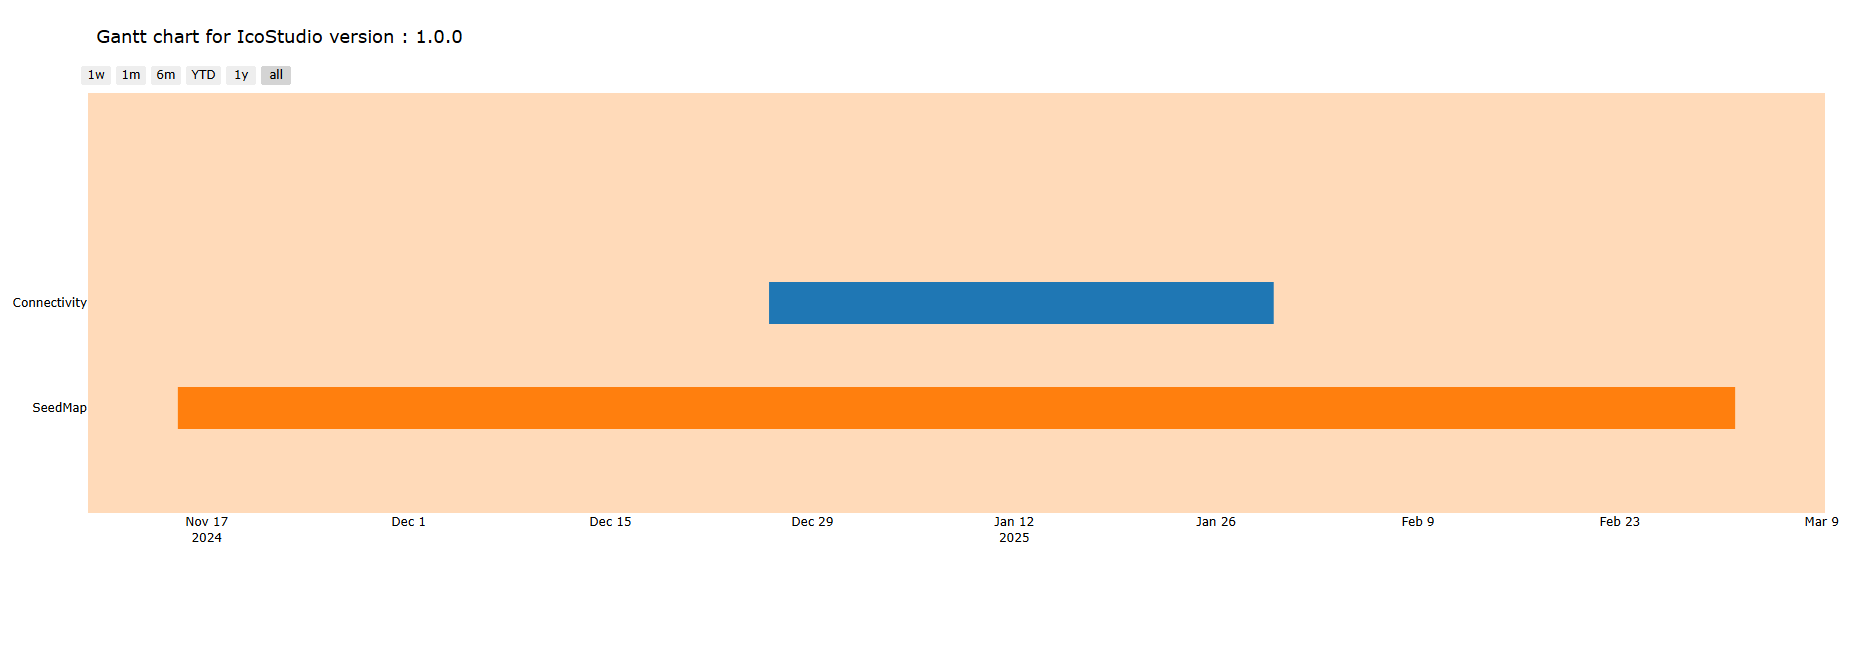 Gantt chart for IcoStudio version : 1.0.0
1w 1m 6m YTD 1y all
Connectivity
SeedMap
Nov 17 Dec 1 Dec 15 Dec 29 Jan 12 Jan 26 Feb 9 Feb 23 Mar 9
2024 2025